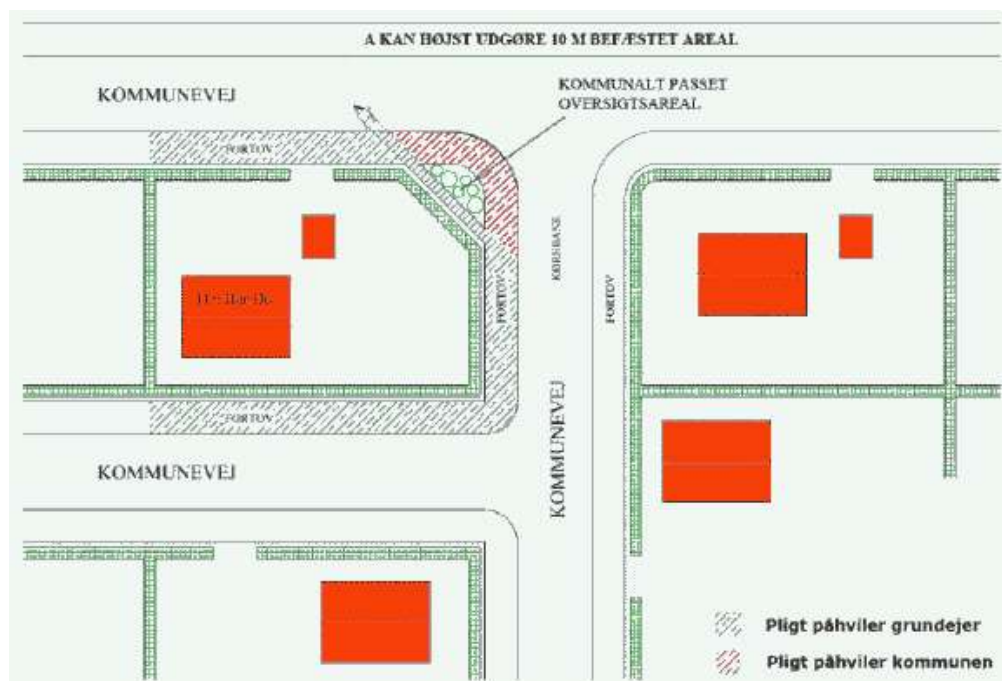 A KAN HØJST UDGØRE 10 M BEFÆSTET AREAL
KOMMUNALT PASSET
OVERSIGTSAREAL
KOMMUNEVEJ
FORTOV
KØREBANE
FORTOV
FORTOV
FORTOV
KOMMUNEVEJ
KOMMUNEVEJ
Pligt påhviler grundejer
Pligt påhviler kommunen